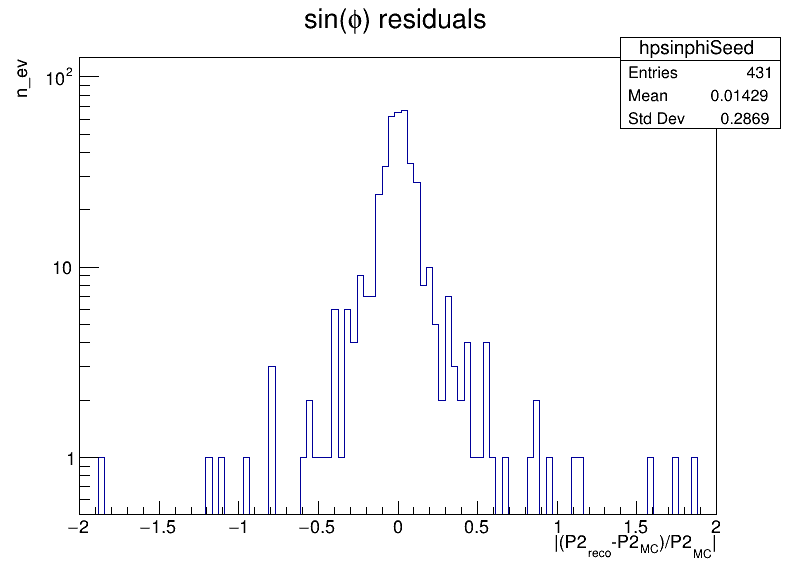 sin(ϕ) residuals
hpsinphiSeed
Entries 431
Mean 0.01429
Std Dev 0.2869
n_ev
10²
10
1
−2 −1.5 −1 −0.5 0 0.5 1 1.5 2
|(P2reco-P2MC)/P2MC|